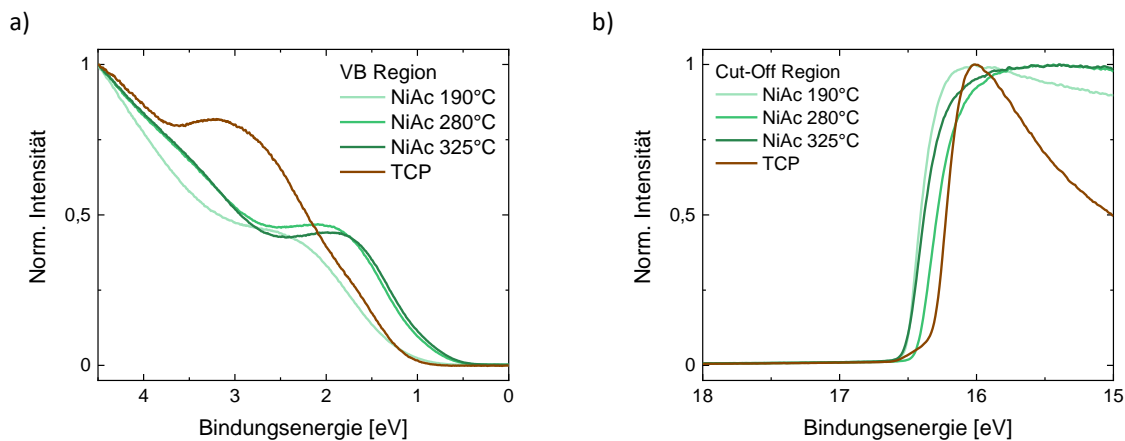 a)
Norm. Intensität
1
0,5
0
VB Region
NiAc 190°C
NiAc 280°C
NiAc 325°C
TCP
4 3 2 1 0
Bindungsenergie [eV]
b)
Norm. Intensität
1
0,5
0
Cut-Off Region
NiAc 190°C
NiAc 280°C
NiAc 325°C
TCP
18 17 16 15
Bindungsenergie [eV]